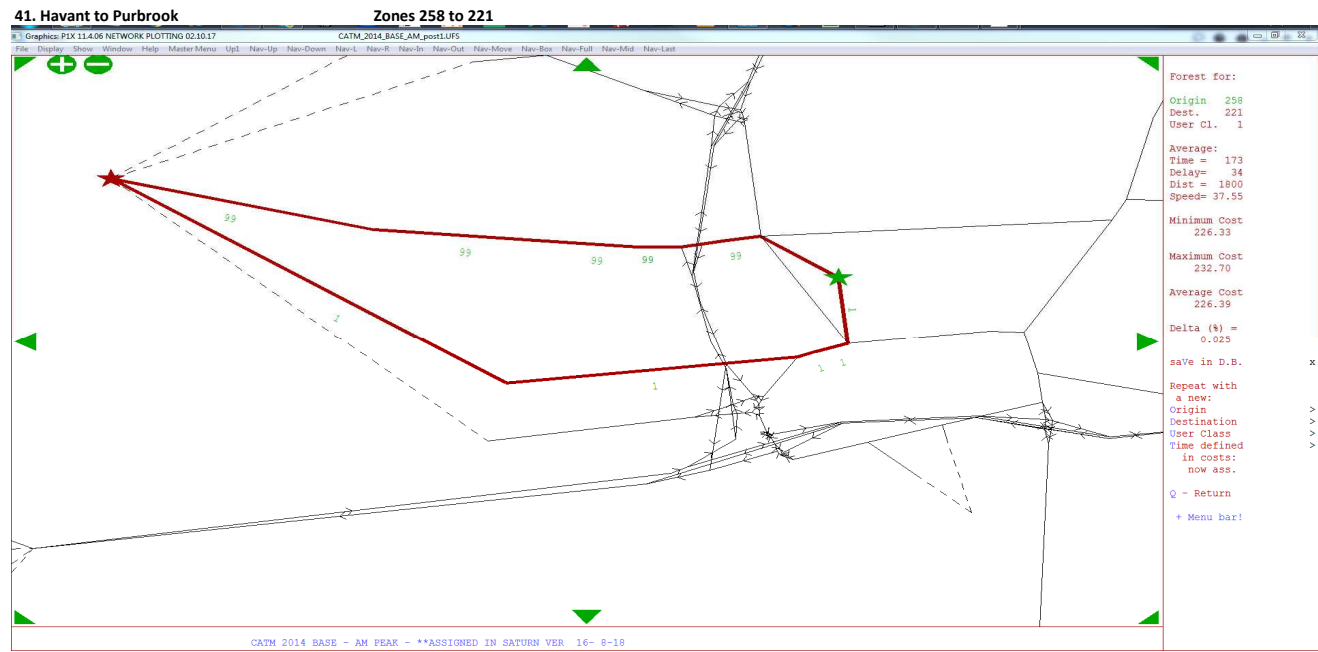 41. Havant to Purbrook Zones 258 to 221
Graphics: P1X 11.4.06 NETWORK PLOTTING 02.10.17 CATM_2014_BASE_AM_post1.UFS
File Display Show Window Help Master Menu Up1 Nav-Up Nav-Down Nav-L Nav-R Nav-In Nav-Out Nav-Move Nav-Box Nav-Full Nav-Mid Nav-Last
Forest for:
Origin 258
Dest. 221
User Cl. 1
Average:
Time = 173
Delay= 34
Dist = 1800
Speed= 37.55
Minimum Cost
226.33
Maximum Cost
232.70
Average Cost
226.39
Delta (%) =
0.025
saVe in D.B. x
Repeat with
a new:
Origin >
Destination >
User Class >
Time defined >
in costs:
now ass.
Q - Return
+ Menu bar!
99
99
99
99
99
1
1
1
1
1
CATM 2014 BASE - AM PEAK - **ASSIGNED IN SATURN VER 16- 8-18